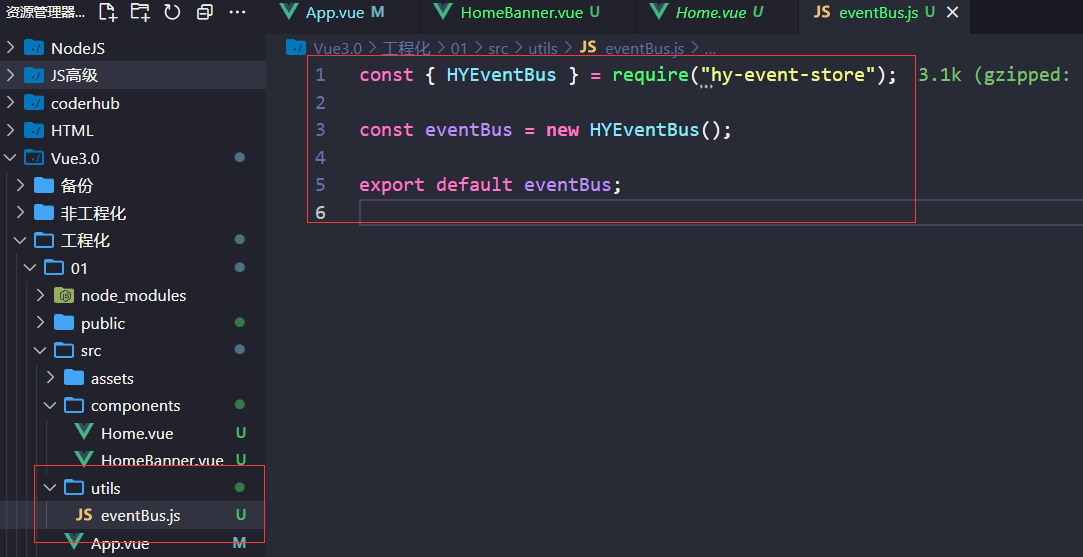 资源管理器...
App.vue M
HomeBanner.vue U
Home.vue U
JS eventBus.js U
Vue3.0 > 工程化 > 01 > src > utils > JS eventBus.js > ...
NodeJS
JS高级
coderhub
HTML
Vue3.0
备份
非工程化
工程化
01
node_modules
public
src
assets
components
Home.vue U
HomeBanner.vue U
utils
JS eventBus.js U
App.vue M
1 const { HYEventBus } = require("hy-event-store"); 3.1k (gzipped:
2
3 const eventBus = new HYEventBus();
4
5 export default eventBus;
6